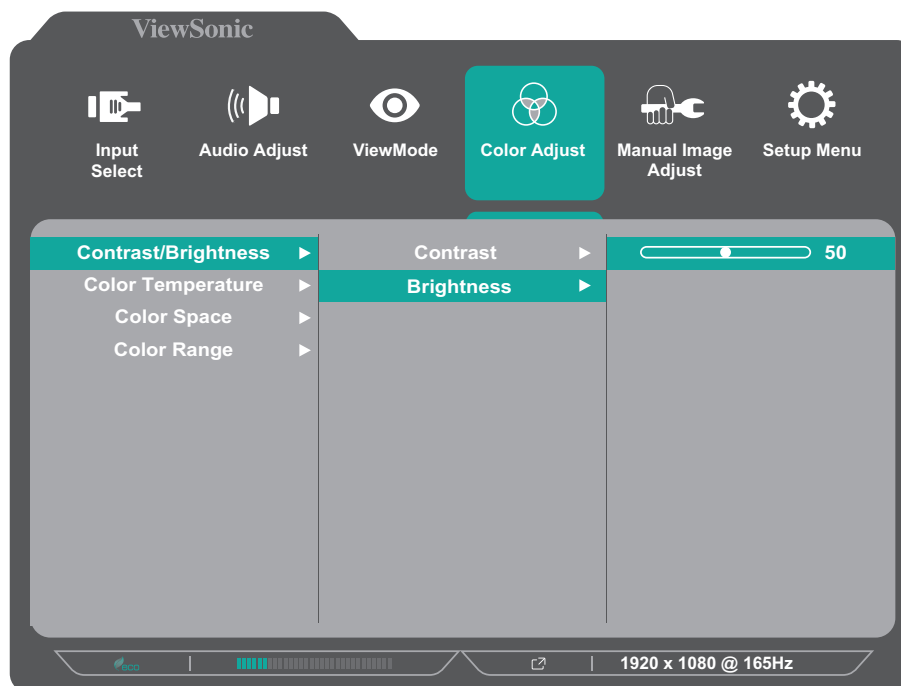 ViewSonic
Input
Select
Audio Adjust
ViewMode
Color Adjust
Manual Image
Adjust
Setup Menu
Contrast/Brightness
Contrast
50
Color Temperature
Brightness
Color Space
Color Range
eco
1920 x 1080 @ 165Hz